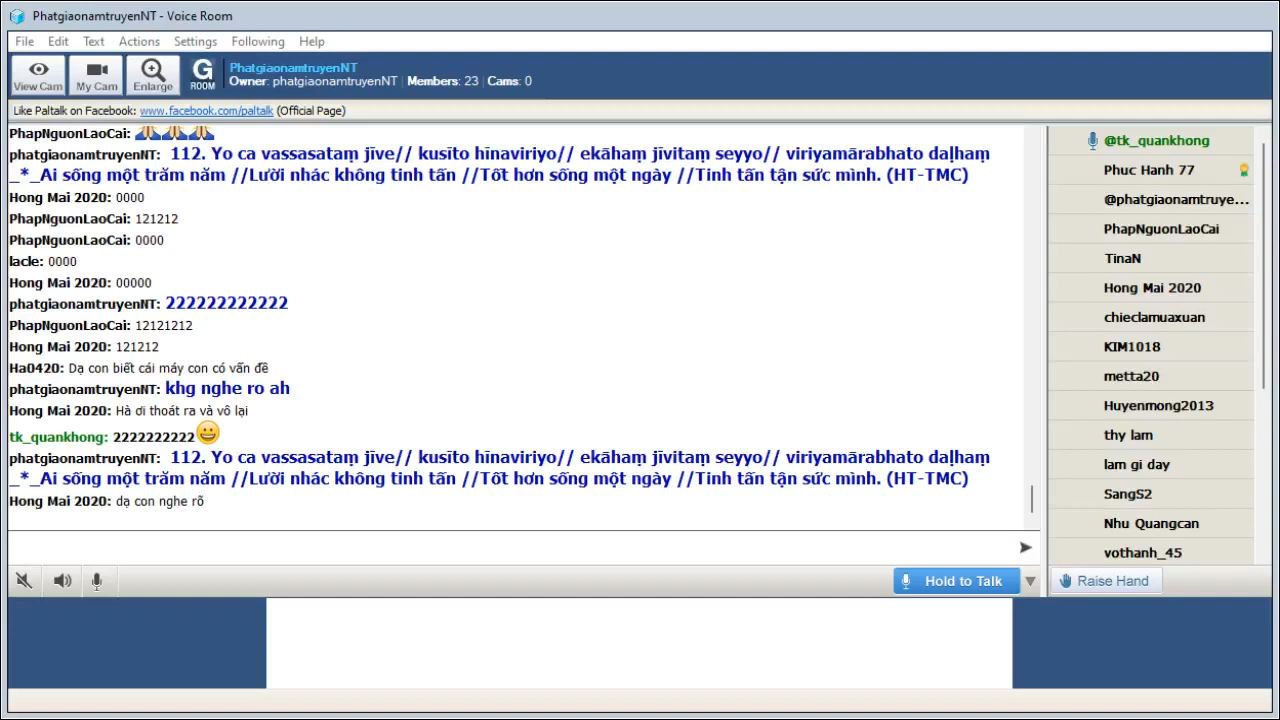 PhatgiaonamtruyenNT - Voice Room
File Edit Text Actions Settings Following Help
View Cam My Cam Enlarge G ROOM
PhatgiaonamtruyenNT
Owner: phatgiaonamtruyenNT | Members: 23 | Cams: 0
Like Paltalk on Facebook: www.facebook.com/paltalk (Official Page)
PhapNguonLaoCai: 🙏🙏🙏
phatgiaonamtruyenNT: 112. Yo ca vassasataṃ jīve// kusīto hīnaviriyo// ekāhaṃ jīvitaṃ seyyo// viriyamārabhato daḷhaṃ
_*_Ai sống một trăm năm //Lười nhác không tinh tấn //Tốt hơn sống một ngày //Tinh tấn tận sức mình. (HT-TMC)
Hong Mai 2020: 0000
PhapNguonLaoCai: 121212
PhapNguonLaoCai: 0000
lacle: 0000
Hong Mai 2020: 00000
phatgiaonamtruyenNT: 222222222222
PhapNguonLaoCai: 12121212
Hong Mai 2020: 121212
Ha0420: Dạ con biết cái máy con có vấn đề
phatgiaonamtruyenNT: khg nghe ro ah
Hong Mai 2020: Hà ơi thoát ra và vô lại
tk_quankhong: 2222222222😀
phatgiaonamtruyenNT: 112. Yo ca vassasataṃ jīve// kusīto hīnaviriyo// ekāhaṃ jīvitaṃ seyyo// viriyamārabhato daḷhaṃ
_*_Ai sống một trăm năm //Lười nhác không tinh tấn //Tốt hơn sống một ngày //Tinh tấn tận sức mình. (HT-TMC)
Hong Mai 2020: dạ con nghe rõ
@tk_quankhong
Phuc Hanh 77
@phatgiaonamtruye...
PhapNguonLaoCai
TinaN
Hong Mai 2020
chieclamuaxuan
KIM1018
metta20
Huyenmong2013
thy lam
lam gi day
SangS2
Nhu Quangcan
vothanh_45
Hold to Talk
Raise Hand